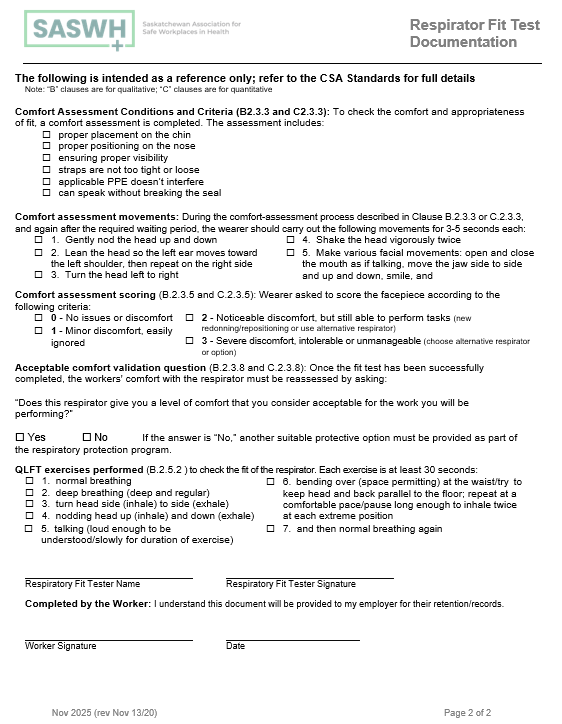 SASWH
Saskatchewan Association for
Safe Workplaces in Health
Respirator Fit Test
Documentation
The following is intended as a reference only; refer to the CSA Standards for full details
Note: "B" clauses are for qualitative; "C" clauses are for quantitative
Comfort Assessment Conditions and Criteria (B2.3.3 and C2.3.3): To check the comfort and appropriateness
of fit, a comfort assessment is completed. The assessment includes:
☐ proper placement on the chin
☐ proper positioning on the nose
☐ ensuring proper visibility
☐ straps are not too tight or loose
☐ applicable PPE doesn't interfere
☐ can speak without breaking the seal
Comfort assessment movements: During the comfort-assessment process described in Clause B.2.3.3 or C.2.3.3,
and again after the required waiting period, the wearer should carry out the following movements for 3-5 seconds each:
☐ 1. Gently nod the head up and down
☐ 2. Lean the head so the left ear moves toward
the left shoulder, then repeat on the right side
☐ 3. Turn the head left to right
☐ 4. Shake the head vigorously twice
☐ 5. Make various facial movements: open and close
the mouth as if talking, move the jaw side to side
and up and down, smile, and
Comfort assessment scoring (B.2.3.5 and C.2.3.5): Wearer asked to score the facepiece according to the
following criteria:
☐ 0 - No issues or discomfort
☐ 1 - Minor discomfort, easily
ignored
☐ 2 - Noticeable discomfort, but still able to perform tasks (new
redonning/repositioning or use alternative respirator)
☐ 3 - Severe discomfort, intolerable or unmanageable (choose alternative respirator
or option)
Acceptable comfort validation question (B.2.3.8 and C.2.3.8): Once the fit test has been successfully
completed, the workers' comfort with the respirator must be reassessed by asking:
"Does this respirator give you a level of comfort that you consider acceptable for the work you will be
performing?"
☐ Yes ☐ No If the answer is "No," another suitable protective option must be provided as part of
the respiratory protection program.
QLFT exercises performed (B.2.5.2 ) to check the fit of the respirator. Each exercise is at least 30 seconds:
☐ 1. normal breathing
☐ 2. deep breathing (deep and regular)
☐ 3. turn head side (inhale) to side (exhale)
☐ 4. nodding head up (inhale) and down (exhale)
☐ 5. talking (loud enough to be
understood/slowly for duration of exercise)
☐ 6. bending over (space permitting) at the waist/try to
keep head and back parallel to the floor; repeat at a
comfortable pace/pause long enough to inhale twice
at each extreme position
☐ 7. and then normal breathing again
Respiratory Fit Tester Name Respiratory Fit Tester Signature
Completed by the Worker: I understand this document will be provided to my employer for their retention/records.
Worker Signature Date
Nov 2025 (rev Nov 13/20) Page 2 of 2